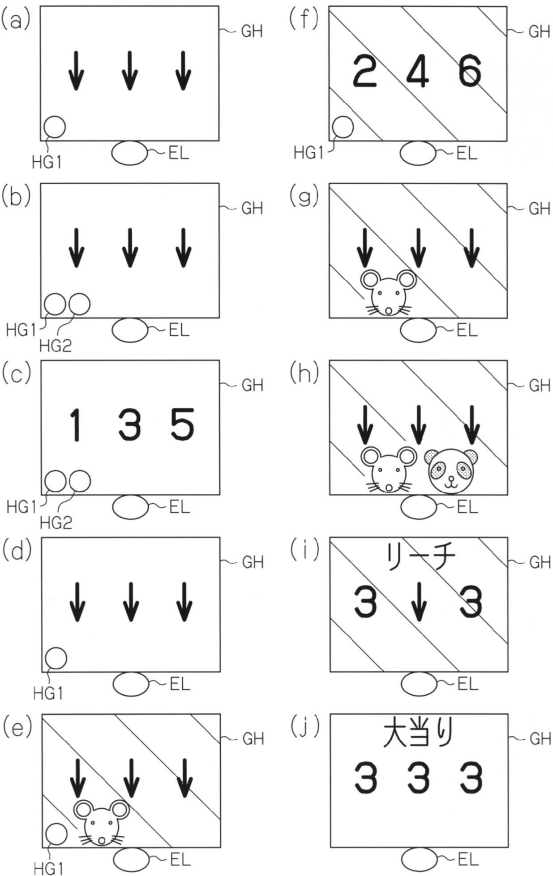 (a)
GH
HG1
EL
(b)
GH
HG1
HG2
EL
(c)
GH
1 3 5
HG1
HG2
EL
(d)
GH
HG1
EL
(e)
GH
HG1
EL
(f)
GH
2 4 6
HG1
EL
(g)
GH
EL
(h)
GH
EL
(i)
GH
リーチ
3 3
EL
(j)
GH
大当り
3 3 3
EL